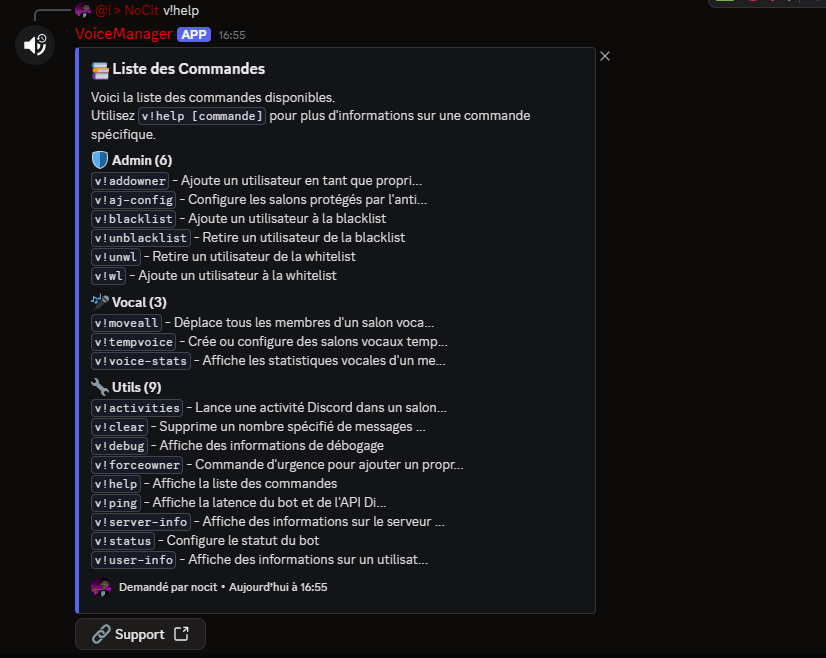 @! > NoCit v!help
VoiceManager APP 16:55
Liste des Commandes
Voici la liste des commandes disponibles.
Utilisez v!help [commande] pour plus d'informations sur une commande
spécifique.
Admin (6)
v!addowner - Ajoute un utilisateur en tant que propri...
v!aj-config - Configure les salons protégés par l'anti...
v!blacklist - Ajoute un utilisateur à la blacklist
v!unblacklist - Retire un utilisateur de la blacklist
v!unwl - Retire un utilisateur de la whitelist
v!wl - Ajoute un utilisateur à la whitelist
Vocal (3)
v!moveall - Déplace tous les membres d'un salon voca...
v!tempvoice - Crée ou configure des salons vocaux temp...
v!voice-stats - Affiche les statistiques vocales d'un me...
Utils (9)
v!activities - Lance une activité Discord dans un salon...
v!clear - Supprime un nombre spécifié de messages ...
v!debug - Affiche des informations de débogage
v!forceowner - Commande d'urgence pour ajouter un propr...
v!help - Affiche la liste des commandes
v!ping - Affiche la latence du bot et de l'API Di...
v!server-info - Affiche des informations sur le serveur ...
v!status - Configure le statut du bot
v!user-info - Affiche des informations sur un utilisat...
Demandé par nocit • Aujourd'hui à 16:55
Support